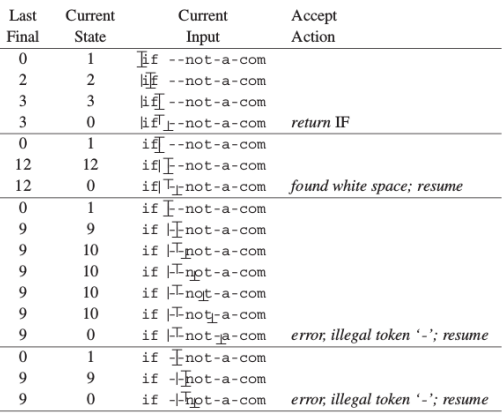 Last Current Current Accept
Final State Input Action
0 1 if --not-a-com
2 2 if --not-a-com
3 3 if --not-a-com
3 0 if --not-a-com return IF
0 1 if --not-a-com
12 12 if --not-a-com
12 0 if --not-a-com found white space; resume
0 1 if --not-a-com
9 9 if --not-a-com
9 10 if --not-a-com
9 10 if --not-a-com
9 10 if --not-a-com
9 10 if --not-a-com
9 0 if --not-a-com error, illegal token ‘-’; resume
0 1 if --not-a-com
9 9 if --not-a-com
9 0 if --not-a-com error, illegal token ‘-’; resume